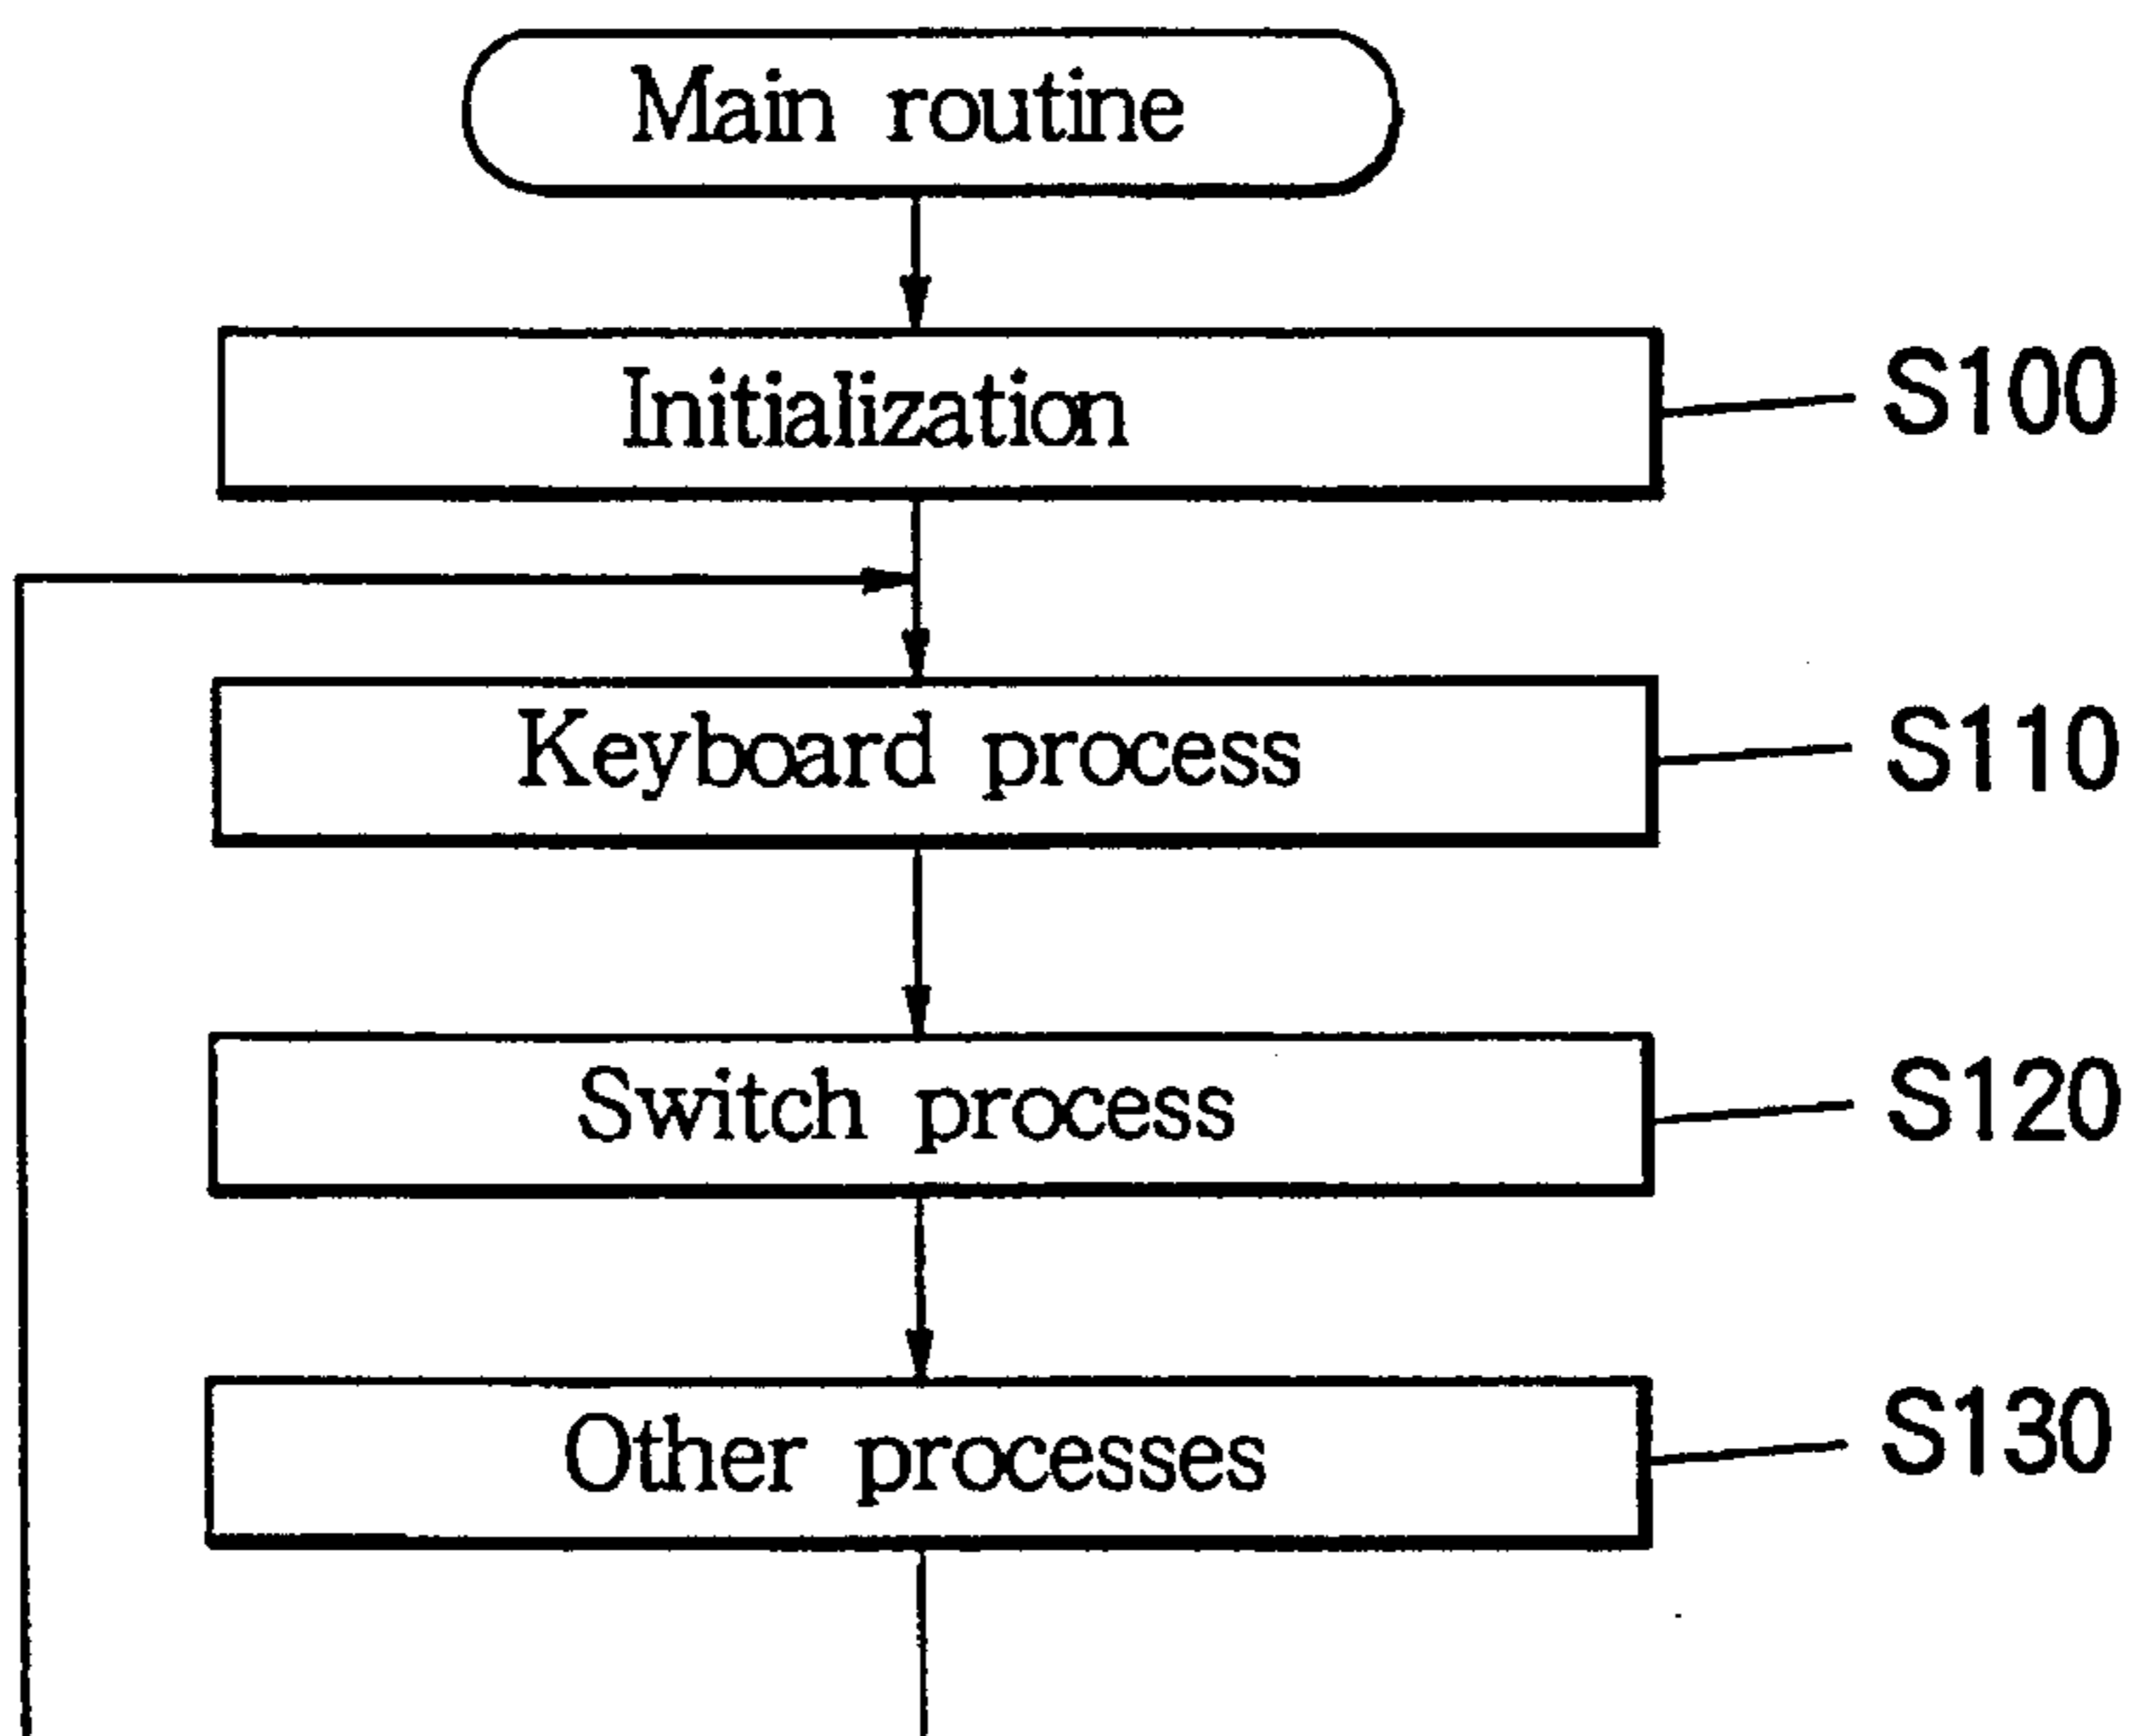 Main routine
Initialization
S100
Keyboard process
S110
Switch process
S120
Other processes
S130